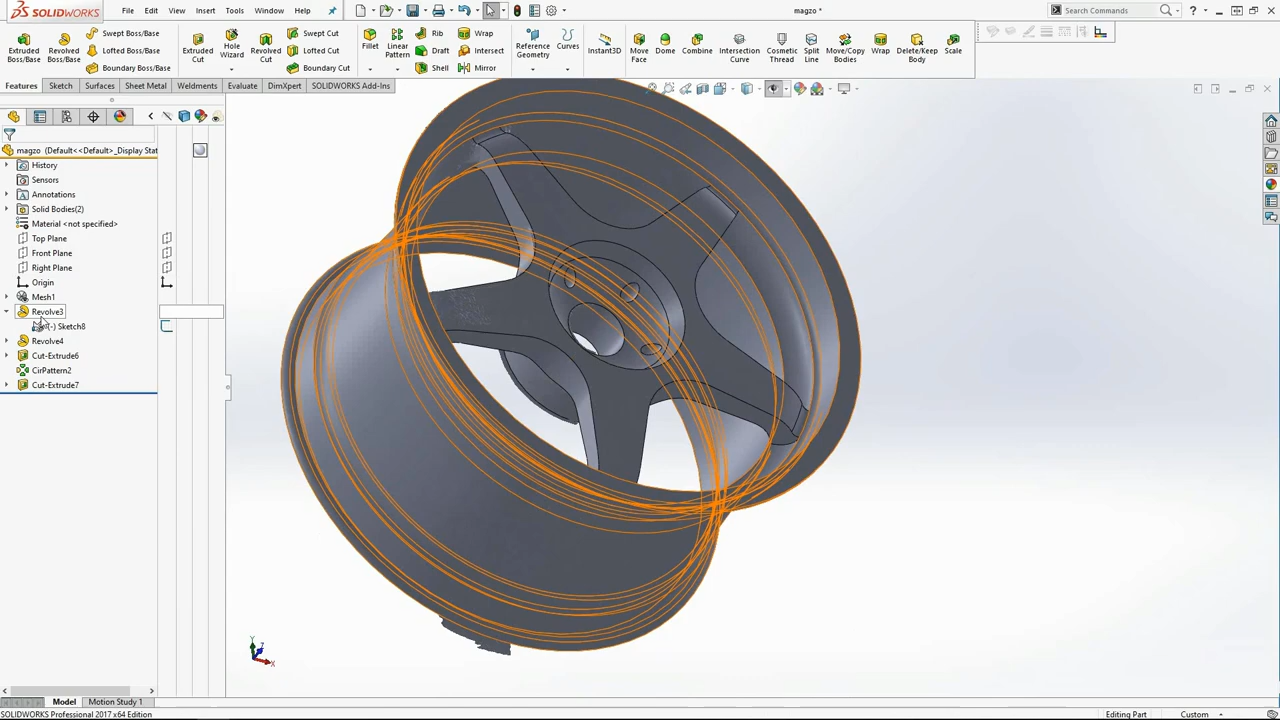 SOLIDWORKS File Edit View Insert Tools Window Help magzo * Search Commands
Extruded Boss/Base
Revolved Boss/Base
Swept Boss/Base
Lofted Boss/Base
Boundary Boss/Base
Extruded Cut
Hole Wizard
Revolved Cut
Swept Cut
Lofted Cut
Boundary Cut
Fillet
Linear Pattern
Rib
Draft
Shell
Wrap
Intersect
Mirror
Reference Geometry
Curves
Instant3D
Move Face
Dome
Combine
Intersection Curve
Cosmetic Thread
Split Line
Move/Copy Bodies
Wrap
Delete/Keep Body
Scale
Features Sketch Surfaces Sheet Metal Weldments Evaluate DimXpert SOLIDWORKS Add-Ins
magzo (Default<<Default>_Display Stat
History
Sensors
Annotations
Solid Bodies(2)
Material <not specified>
Top Plane
Front Plane
Right Plane
Origin
Mesh1
Revolve3
(-) Sketch8
Revolve4
Cut-Extrude6
CirPattern2
Cut-Extrude7
Y
Z
X
Model Motion Study 1
SOLIDWORKS Professional 2017 x64 Edition Editing Part Custom